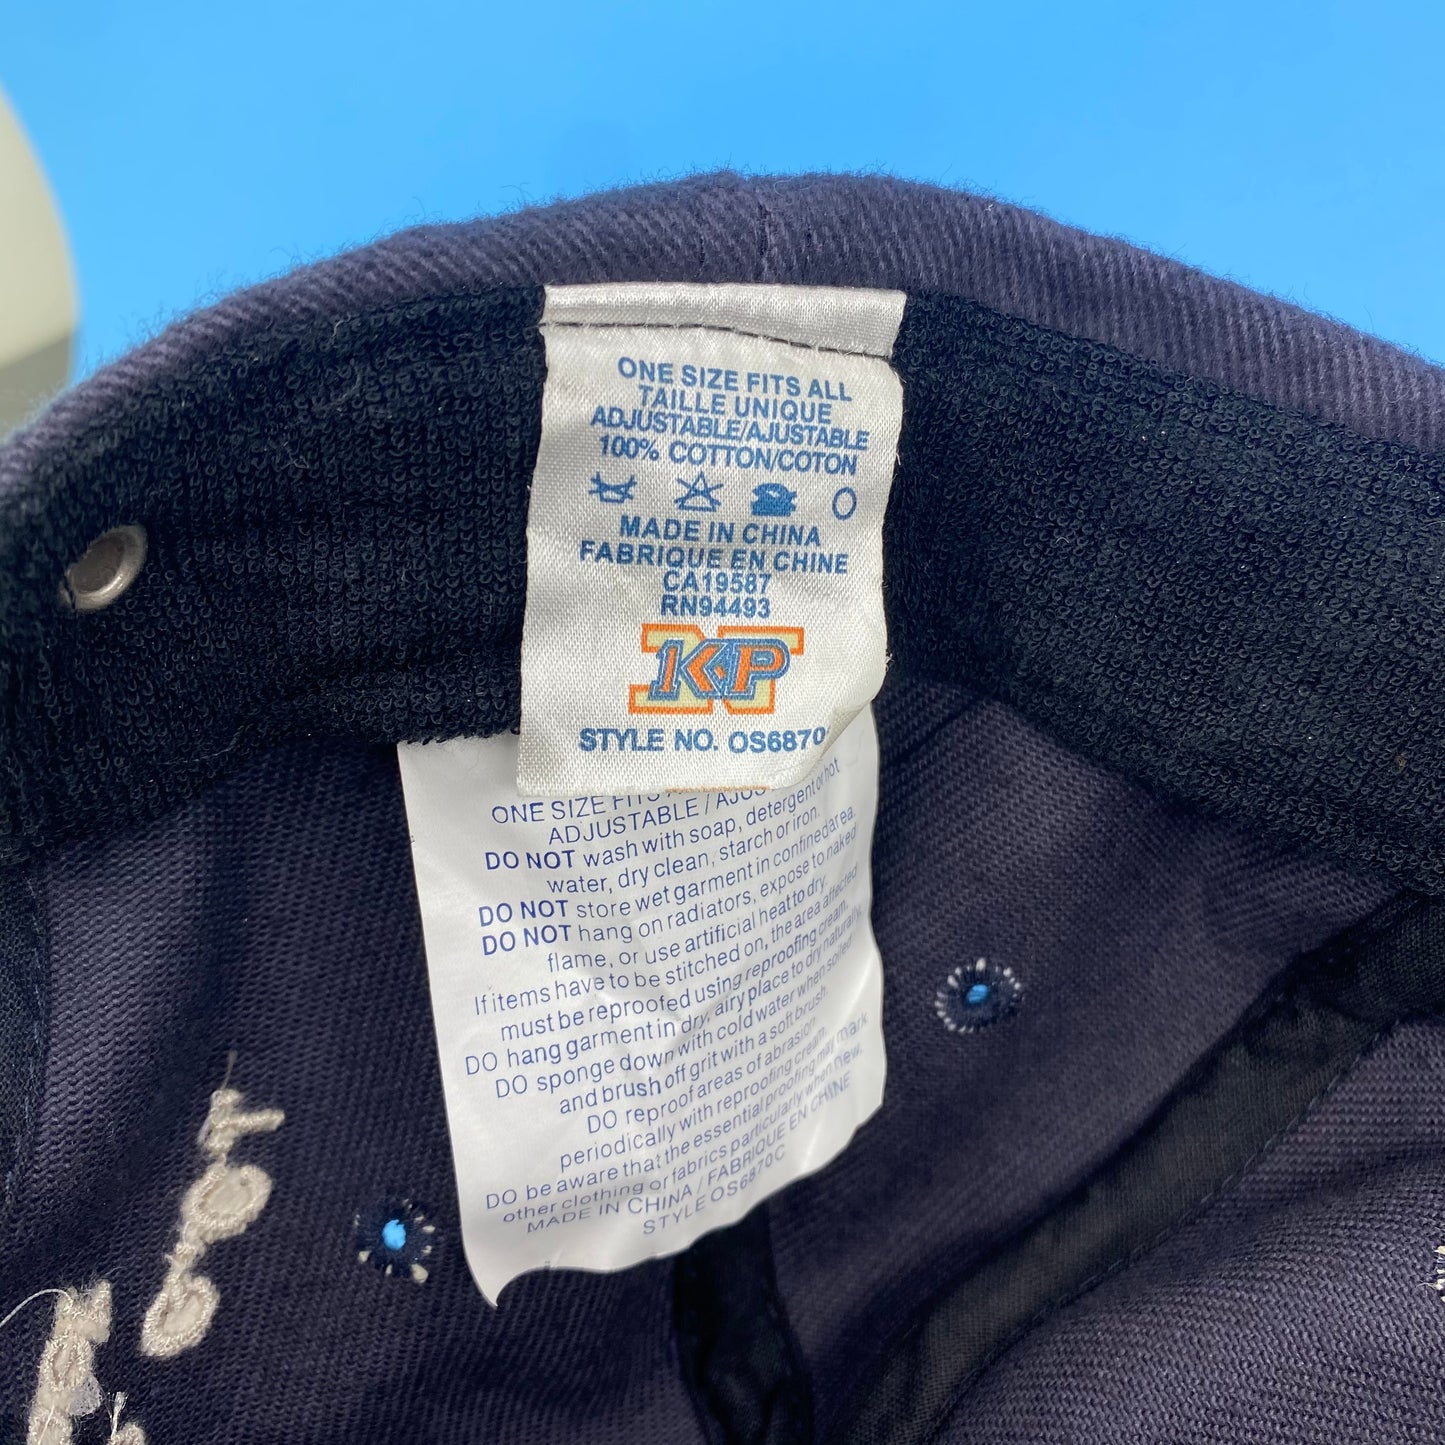 ONE SIZE FITS ALL
TAILLE UNIQUE
ADJUSTABLE/AJUSTABLE
100% COTTON/COTON
MADE IN CHINA
FABRIQUE EN CHINE
CA19587
RN94493
N KP
STYLE NO. OS6870
ONE SIZE FITS
ADJUSTABLE / AJUS
DO NOT wash with soap, detergent or hot
water, dry clean, starch or iron.
DO NOT store wet garment in confined area.
DO NOT hang on radiators, expose to naked
flame, or use artificial heat to dry.
If items have to be stitched on, the area affected
must be reproofed using reproofing cream.
DO hang garment in dry, airy place to dry naturally,
DO sponge down with cold water when soiled
and brush off grit with a soft brush.
DO reproof areas of abrasion
periodically with reproofing cream.
DO be aware that the essential proofing may mark
other clothing or fabrics particularly when new.
MADE IN CHINA / FABRIQUE EN CHINE
STYLE OS6870C